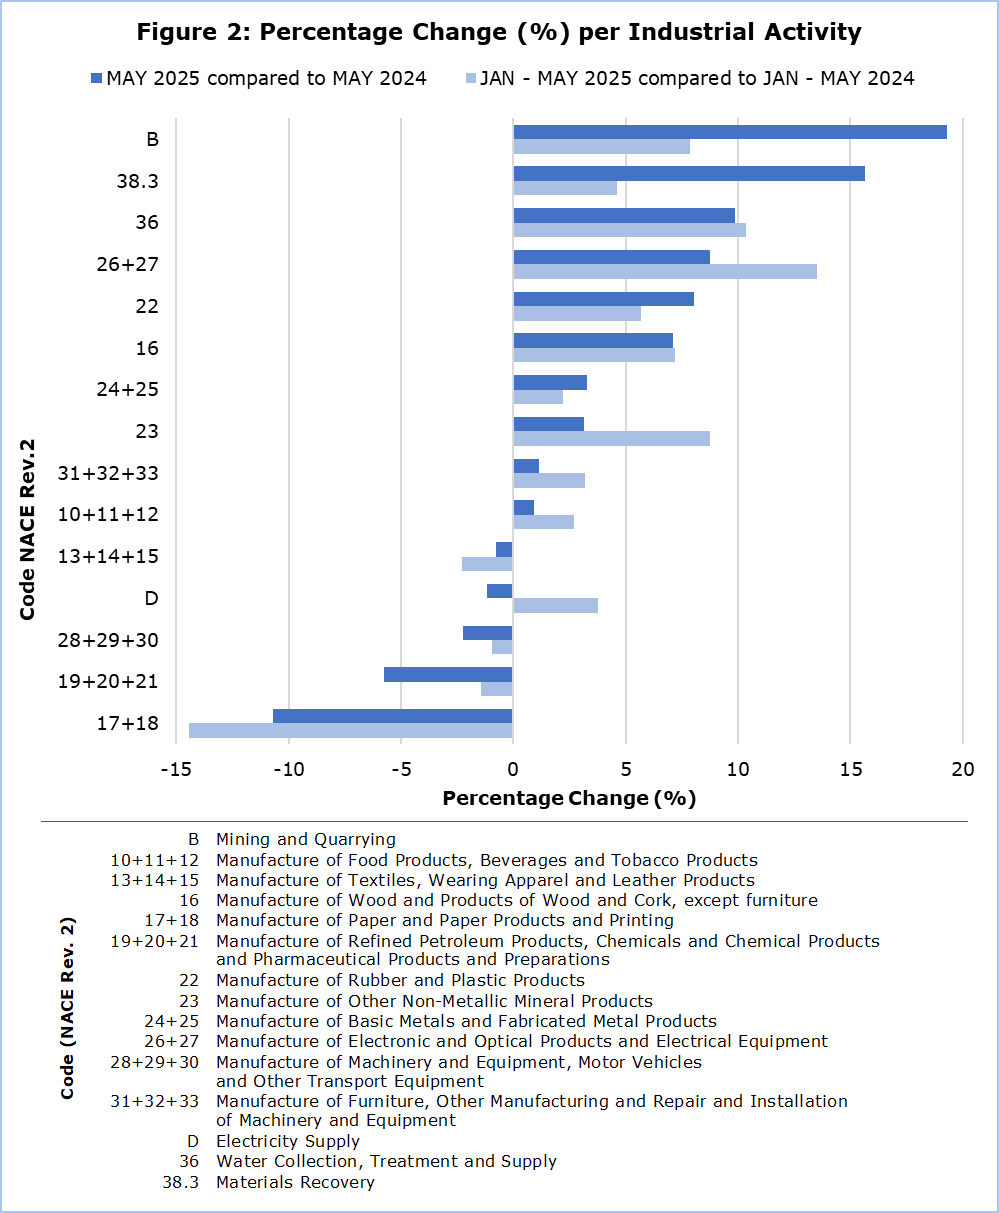 Figure 2: Percentage Change (%) per Industrial Activity
MAY 2025 compared to MAY 2024 JAN - MAY 2025 compared to JAN - MAY 2024
Code NACE Rev.2
B
38.3
36
26+27
22
16
24+25
23
31+32+33
10+11+12
13+14+15
D
28+29+30
19+20+21
17+18
-15 -10 -5 0 5 10 15 20
Percentage Change (%)
Code (NACE Rev. 2)
B Mining and Quarrying
10+11+12 Manufacture of Food Products, Beverages and Tobacco Products
13+14+15 Manufacture of Textiles, Wearing Apparel and Leather Products
16 Manufacture of Wood and Products of Wood and Cork, except furniture
17+18 Manufacture of Paper and Paper Products and Printing
19+20+21 Manufacture of Refined Petroleum Products, Chemicals and Chemical Products
and Pharmaceutical Products and Preparations
22 Manufacture of Rubber and Plastic Products
23 Manufacture of Other Non-Metallic Mineral Products
24+25 Manufacture of Basic Metals and Fabricated Metal Products
26+27 Manufacture of Electronic and Optical Products and Electrical Equipment
28+29+30 Manufacture of Machinery and Equipment, Motor Vehicles
and Other Transport Equipment
31+32+33 Manufacture of Furniture, Other Manufacturing and Repair and Installation
of Machinery and Equipment
D Electricity Supply
36 Water Collection, Treatment and Supply
38.3 Materials Recovery